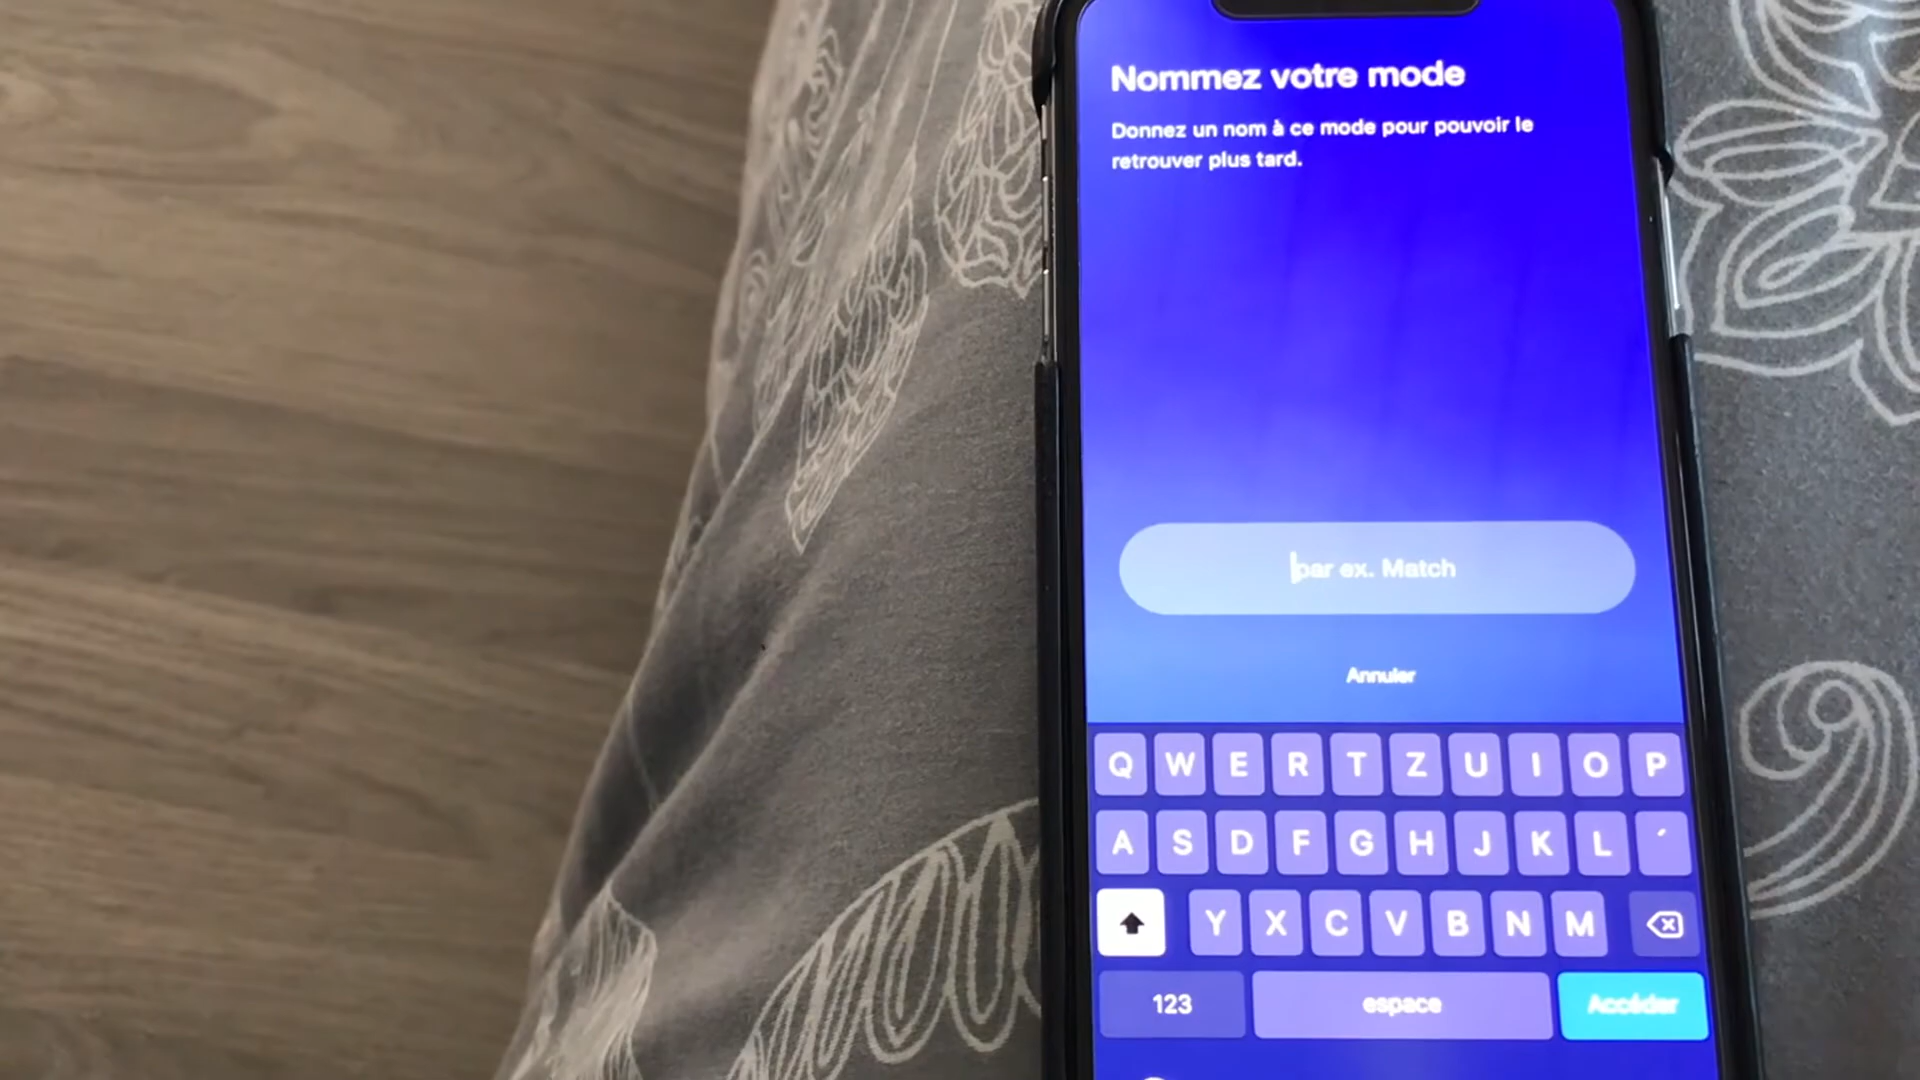 Nommez votre mode
Donnez un nom à ce mode pour pouvoir le
retrouver plus tard.
par ex. Match
Annuler
Q W E R T Z U I O P
A S D F G H J K L ´
Y X C V B N M
123 espace Accéder